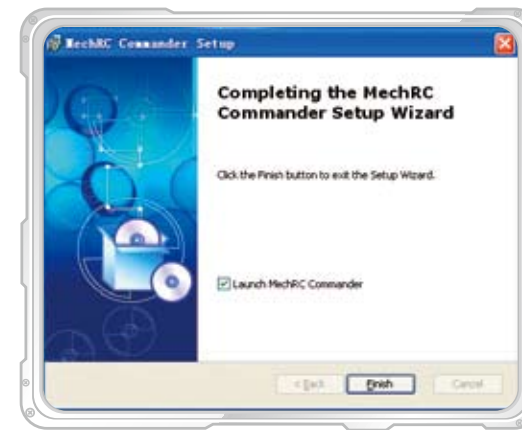 MechRC Commander Setup
Completing the MechRC
Commander Setup Wizard
Click the Finish button to exit the Setup Wizard.
Launch MechRC Commander
< Back Finish Cancel